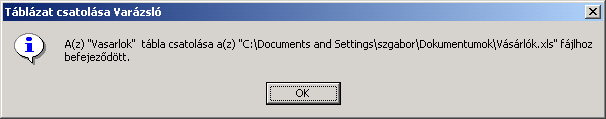 Táblázat csatolása Varázsló
A(z) "Vasarlok"  tábla csatolása a(z) "C:\Documents and Settings\szgabor\Dokumentumok\Vásárlók.xls" fájlhoz
befejeződött.
OK